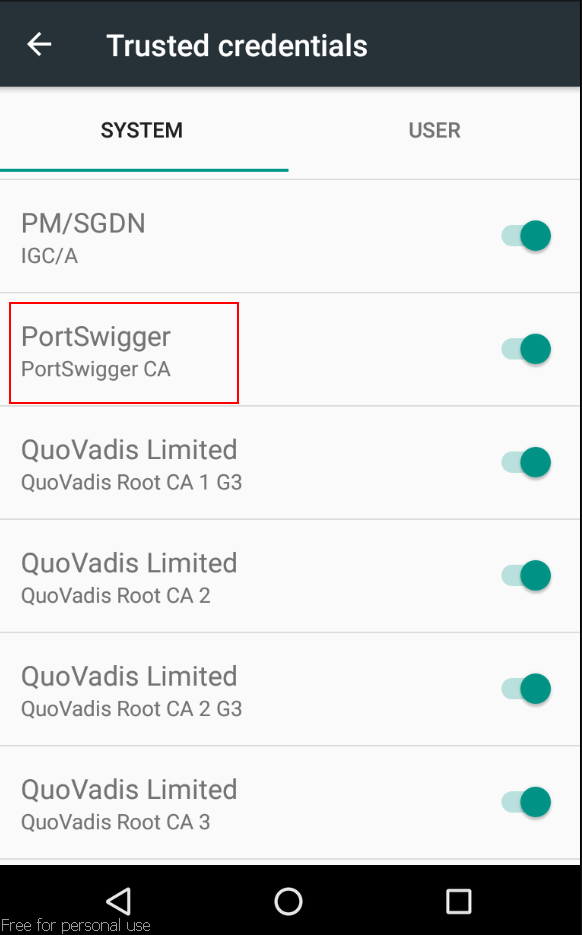 Trusted credentials
SYSTEM
USER
PM/SGDN
IGC/A
PortSwigger
PortSwigger CA
QuoVadis Limited
QuoVadis Root CA 1 G3
QuoVadis Limited
QuoVadis Root CA 2
QuoVadis Limited
QuoVadis Root CA 2 G3
QuoVadis Limited
QuoVadis Root CA 3
Free for personal use